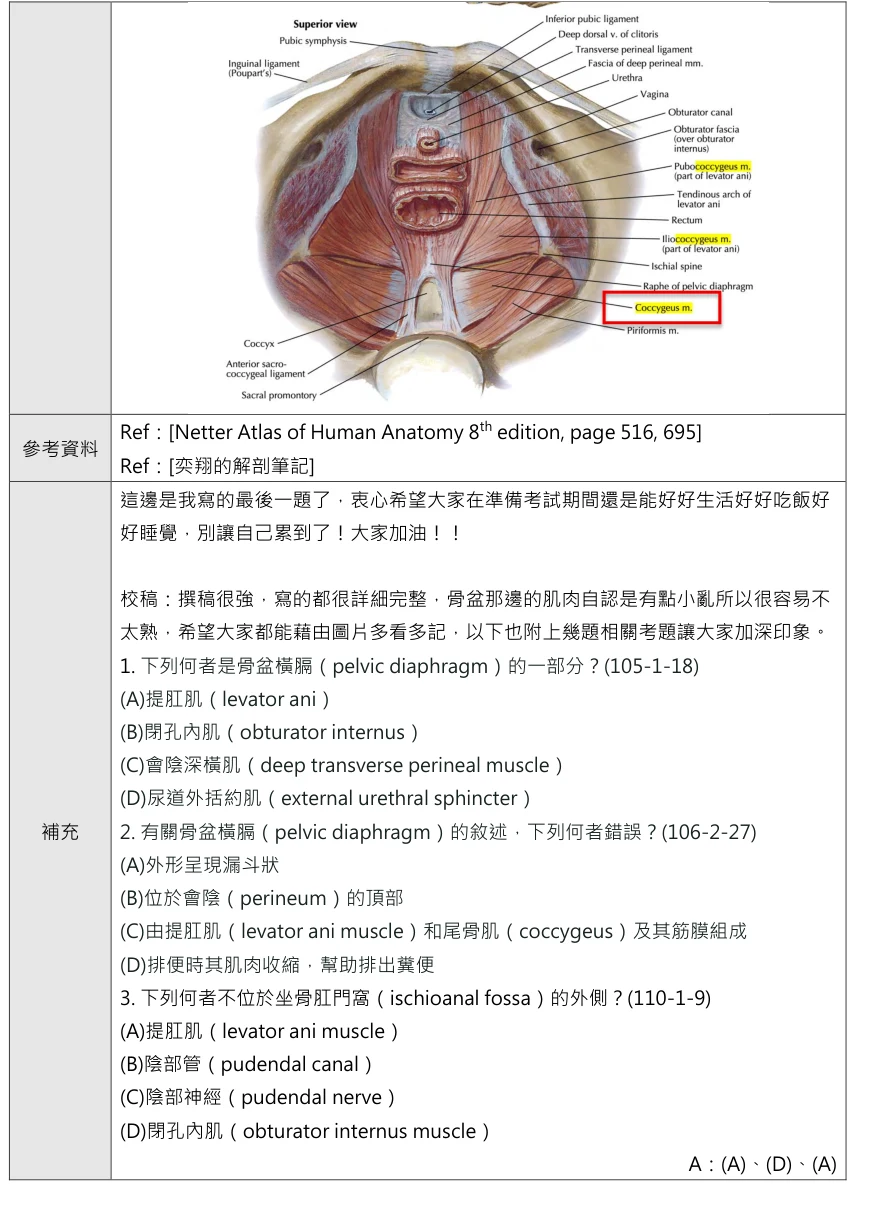 Superior view
Pubic symphysis
Inguinal ligament
(Poupart's)
Inferior pubic ligament
Deep dorsal v. of clitoris
Transverse perineal ligament
Fascia of deep perineal mm.
Urethra
Vagina
Obturator canal
Obturator fascia
(over obturator
internus)
Pubococcygeus m.
(part of levator ani)
Tendinous arch of
levator ani
Rectum
Iliococcygeus m.
(part of levator ani)
Ischial spine
Raphe of pelvic diaphragm
Coccygeus m.
Piriformis m.
Coccyx
Anterior sacro-
coccygeal ligament
Sacral promontory
參考資料
Ref：[Netter Atlas of Human Anatomy 8th edition, page 516, 695]
Ref：[奕翔的解剖筆記]
補充
這邊是我寫的最後一題了，衷心希望大家在準備考試期間還是能好好生活好好吃飯好
好睡覺，別讓自己累到了！大家加油！！
校稿：撰稿很強，寫的都很詳細完整，骨盆那邊的肌肉自認是有點小亂所以很容易不
太熟，希望大家都能藉由圖片多看多記，以下也附上幾題相關考題讓大家加深印象。
1. 下列何者是骨盆橫膈（pelvic diaphragm）的一部分？(105-1-18)
(A)提肛肌（levator ani）
(B)閉孔內肌（obturator internus）
(C)會陰深橫肌（deep transverse perineal muscle）
(D)尿道外括約肌（external urethral sphincter）
2. 有關骨盆橫膈（pelvic diaphragm）的敘述，下列何者錯誤？(106-2-27)
(A)外形呈現漏斗狀
(B)位於會陰（perineum）的頂部
(C)由提肛肌（levator ani muscle）和尾骨肌（coccygeus）及其筋膜組成
(D)排便時其肌肉收縮，幫助排出糞便
3. 下列何者不位於坐骨肛門窩（ischioanal fossa）的外側？(110-1-9)
(A)提肛肌（levator ani muscle）
(B)陰部管（pudendal canal）
(C)陰部神經（pudendal nerve）
(D)閉孔內肌（obturator internus muscle）
A：(A)、(D)、(A)